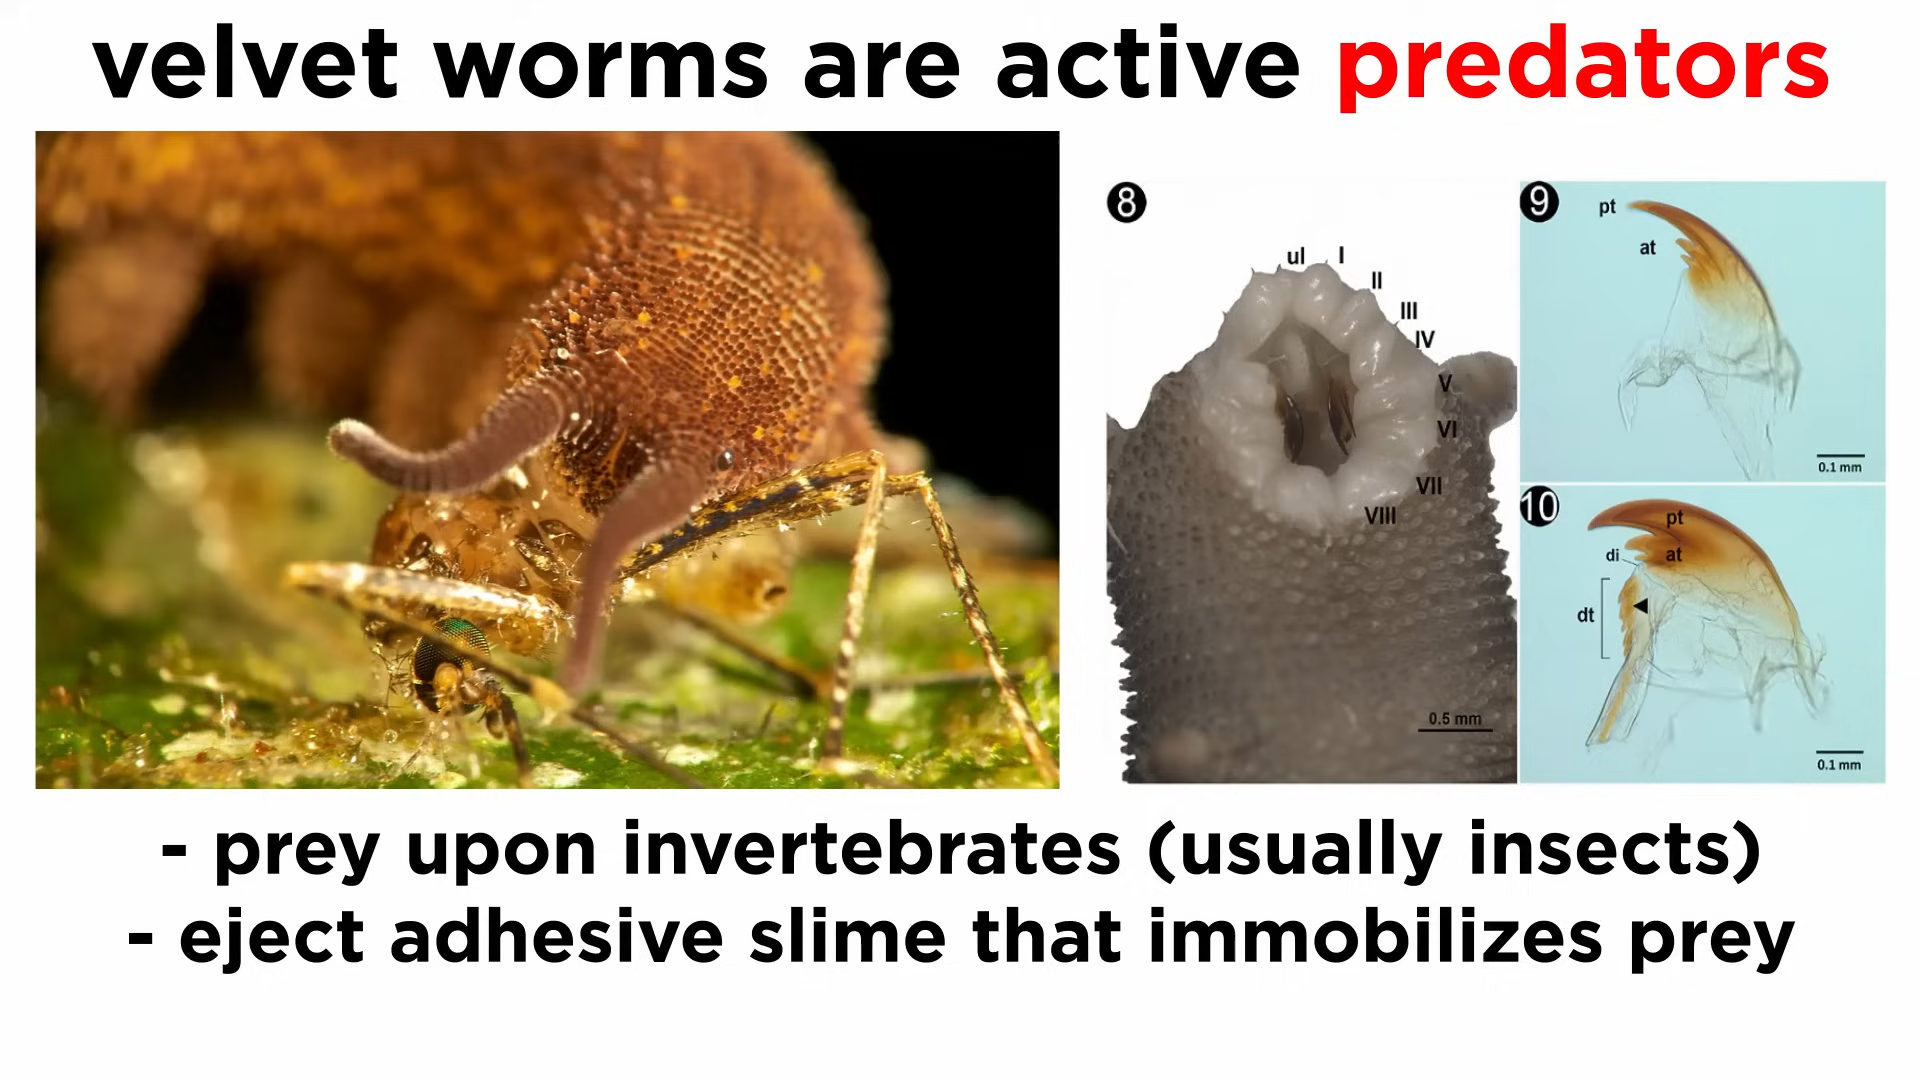 velvet worms are active predators
8
ul
I
II
III
IV
V
VI
VII
VIII
0.5 mm
9
pt
at
0.1 mm
10
pt
di
at
dt
0.1 mm
- prey upon invertebrates (usually insects)
- eject adhesive slime that immobilizes prey